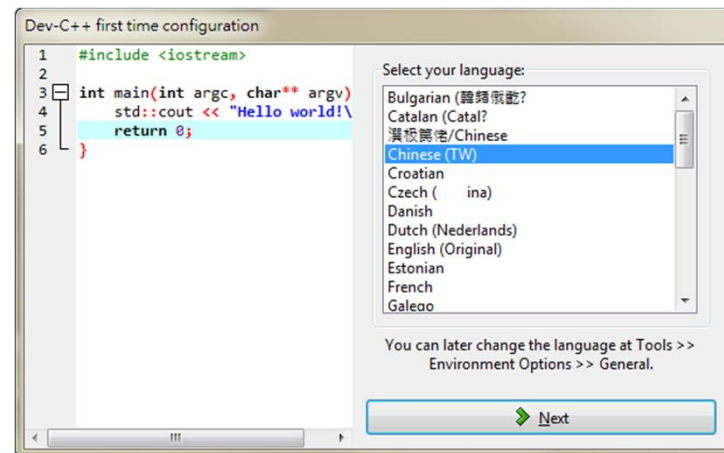 Dev-C++ first time configuration
1 #include <iostream>
2
3 int main(int argc, char** argv)
4 std::cout << "Hello world!\
5 return 0;
6 }
Select your language:
Bulgarian (
Catalan (Catal?
/Chinese
Chinese (TW)
Croatian
Czech ( ina)
Danish
Dutch (Nederlands)
English (Original)
Estonian
French
Galego
You can later change the language at Tools >>
Environment Options >> General.
Next